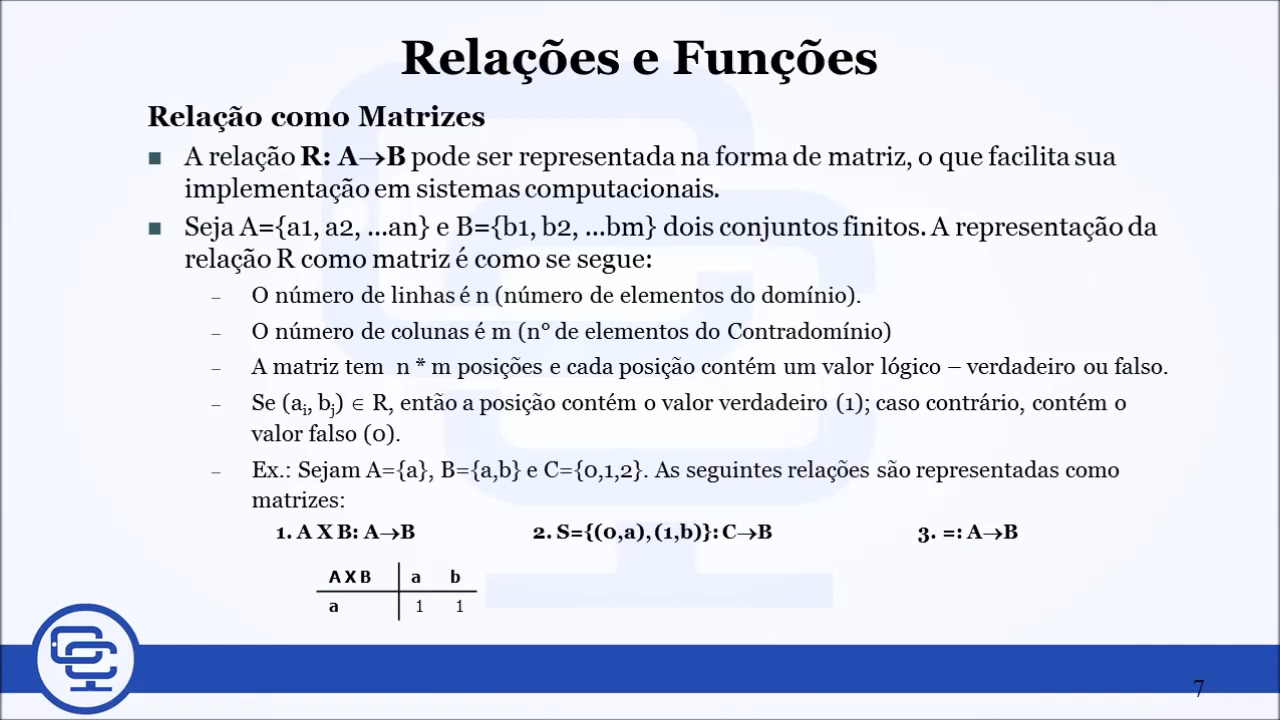 Relações e Funções
Relação como Matrizes
A relação R: A→B pode ser representada na forma de matriz, o que facilita sua
implementação em sistemas computacionais.
Seja A={a1, a2, ...an} e B={b1, b2, ...bm} dois conjuntos finitos. A representação da
relação R como matriz é como se segue:
– O número de linhas é n (número de elementos do domínio).
– O número de colunas é m (n° de elementos do Contradomínio)
– A matriz tem n * m posições e cada posição contém um valor lógico – verdadeiro ou falso.
– Se (ai, bj) ∈ R, então a posição contém o valor verdadeiro (1); caso contrário, contém o
valor falso (0).
– Ex.: Sejam A={a}, B={a,b} e C={0,1,2}. As seguintes relações são representadas como
matrizes:
1. A X B: A→B 2. S={(0,a),(1,b)}: C→B 3. =: A→B
A X B a b
a 1 1
7